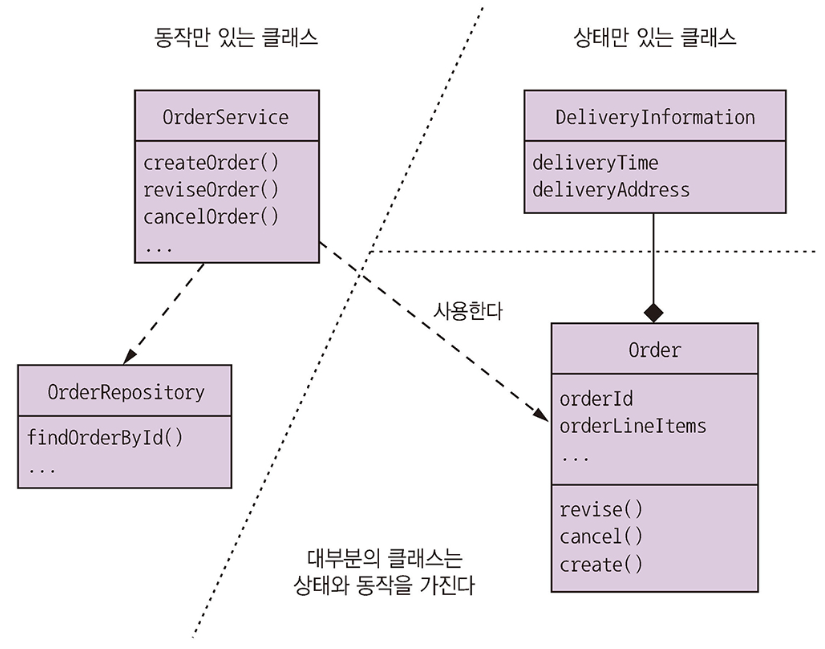 동작만 있는 클래스
상태만 있는 클래스
OrderService
createOrder()
reviseOrder()
cancelOrder()
...
DeliveryInformation
deliveryTime
deliveryAddress
사용한다
OrderRepository
findOrderById()
...
Order
orderId
orderLineItems
...
revise()
cancel()
create()
대부분의 클래스는
상태와 동작을 가진다